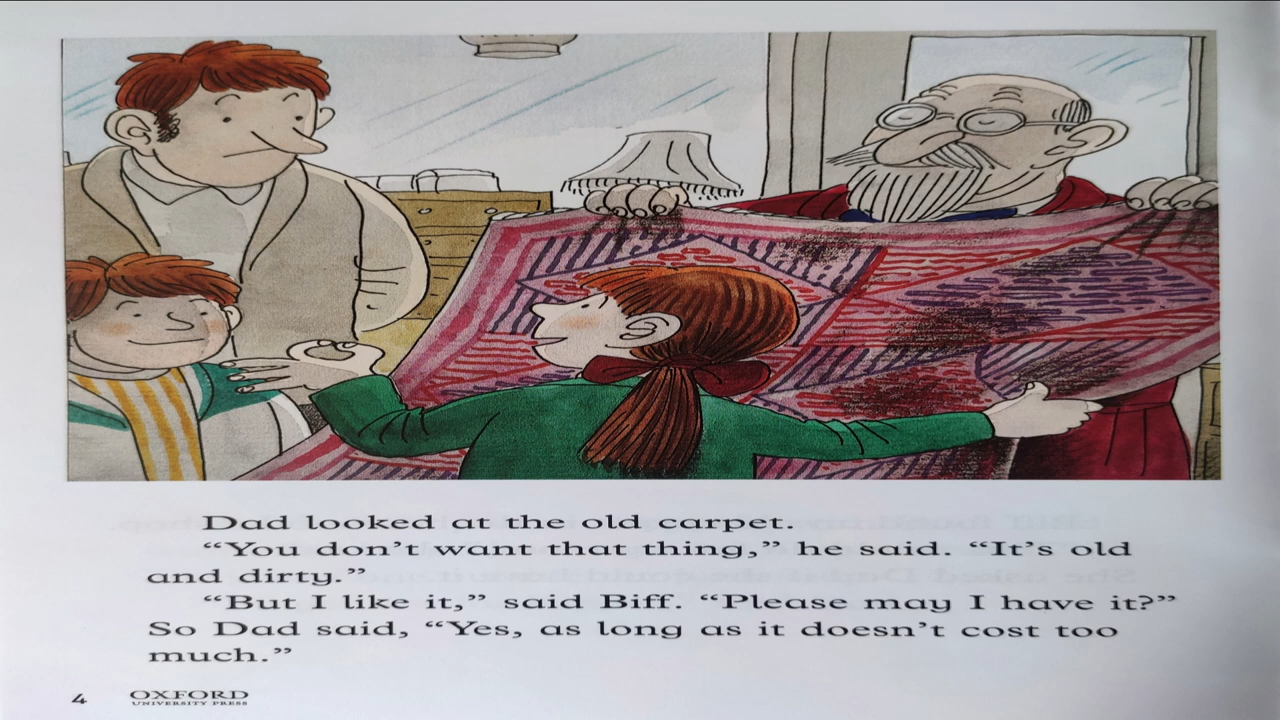 Dad looked at the old carpet.
“You don’t want that thing,” he said. “It’s old
and dirty.”
“But I like it,” said Biff. “Please may I have it?”
So Dad said, “Yes, as long as it doesn’t cost too
much.”
4 OXFORD
UNIVERSITY PRESS